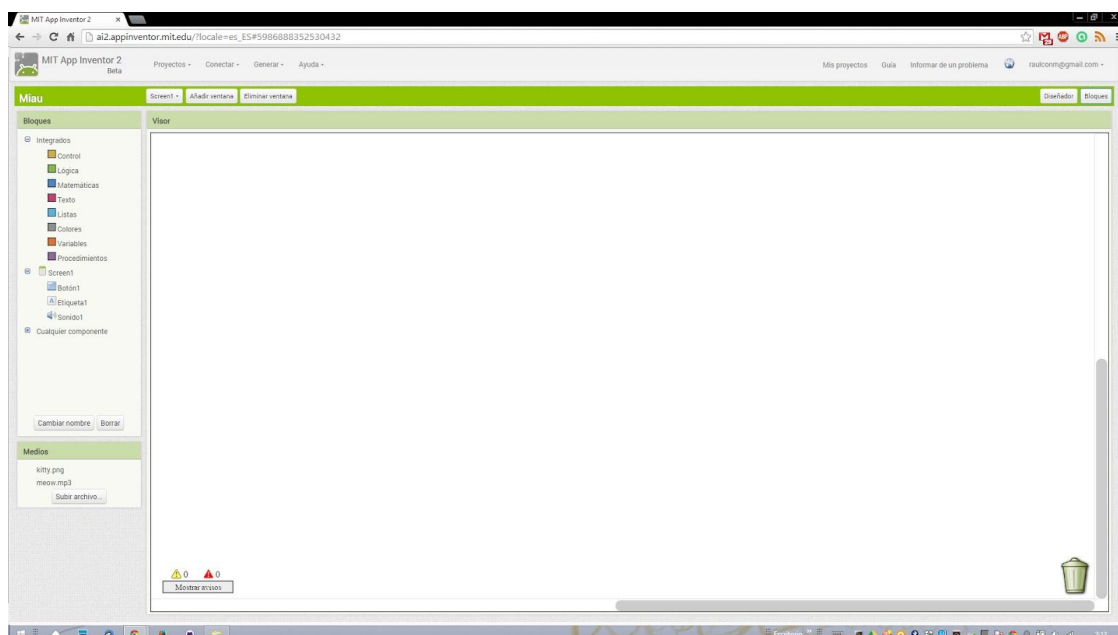 MIT App Inventor 2
ai2.appinventor.mit.edu/?locale=es_ES#5986888352530432
MIT App Inventor 2
Beta
Proyectos Conectar Generar Ayuda
Mis proyectos Guía Informar de un problema raulconm@gmail.com
Miau
Screen1 Añadir ventana Eliminar ventana
Diseñador Bloques
Bloques
Visor
Integrados
Control
Lógica
Matemáticas
Texto
Listas
Colores
Variables
Procedimientos
Screen1
Botón1
A Etiqueta1
Sonido1
Cualquier componente
Cambiar nombre Borrar
Medios
kitty.png
meow.mp3
Subir archivo...
0 0
Mostrar avisos